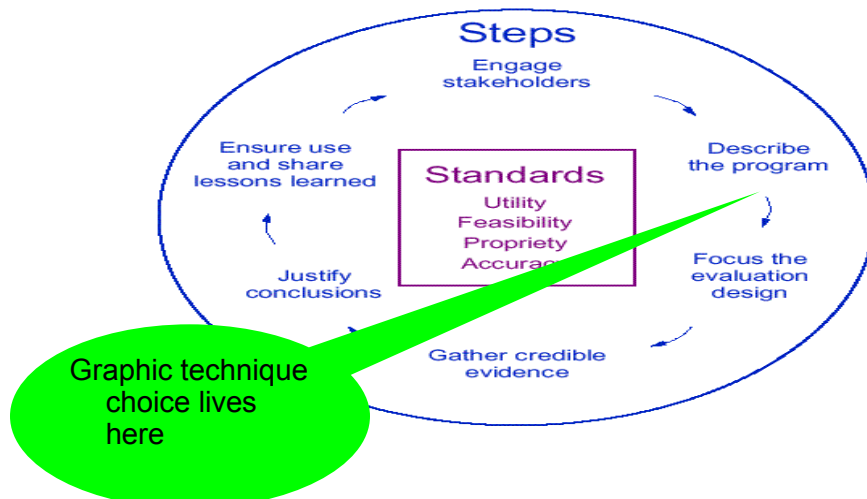 Steps
Engage
stakeholders
Describe
the program
Focus the
evaluation
design
Gather credible
evidence
Justify
conclusions
Ensure use
and share
lessons learned
Standards
Utility
Feasibility
Propriety
Accuracy
Graphic technique
choice lives
here